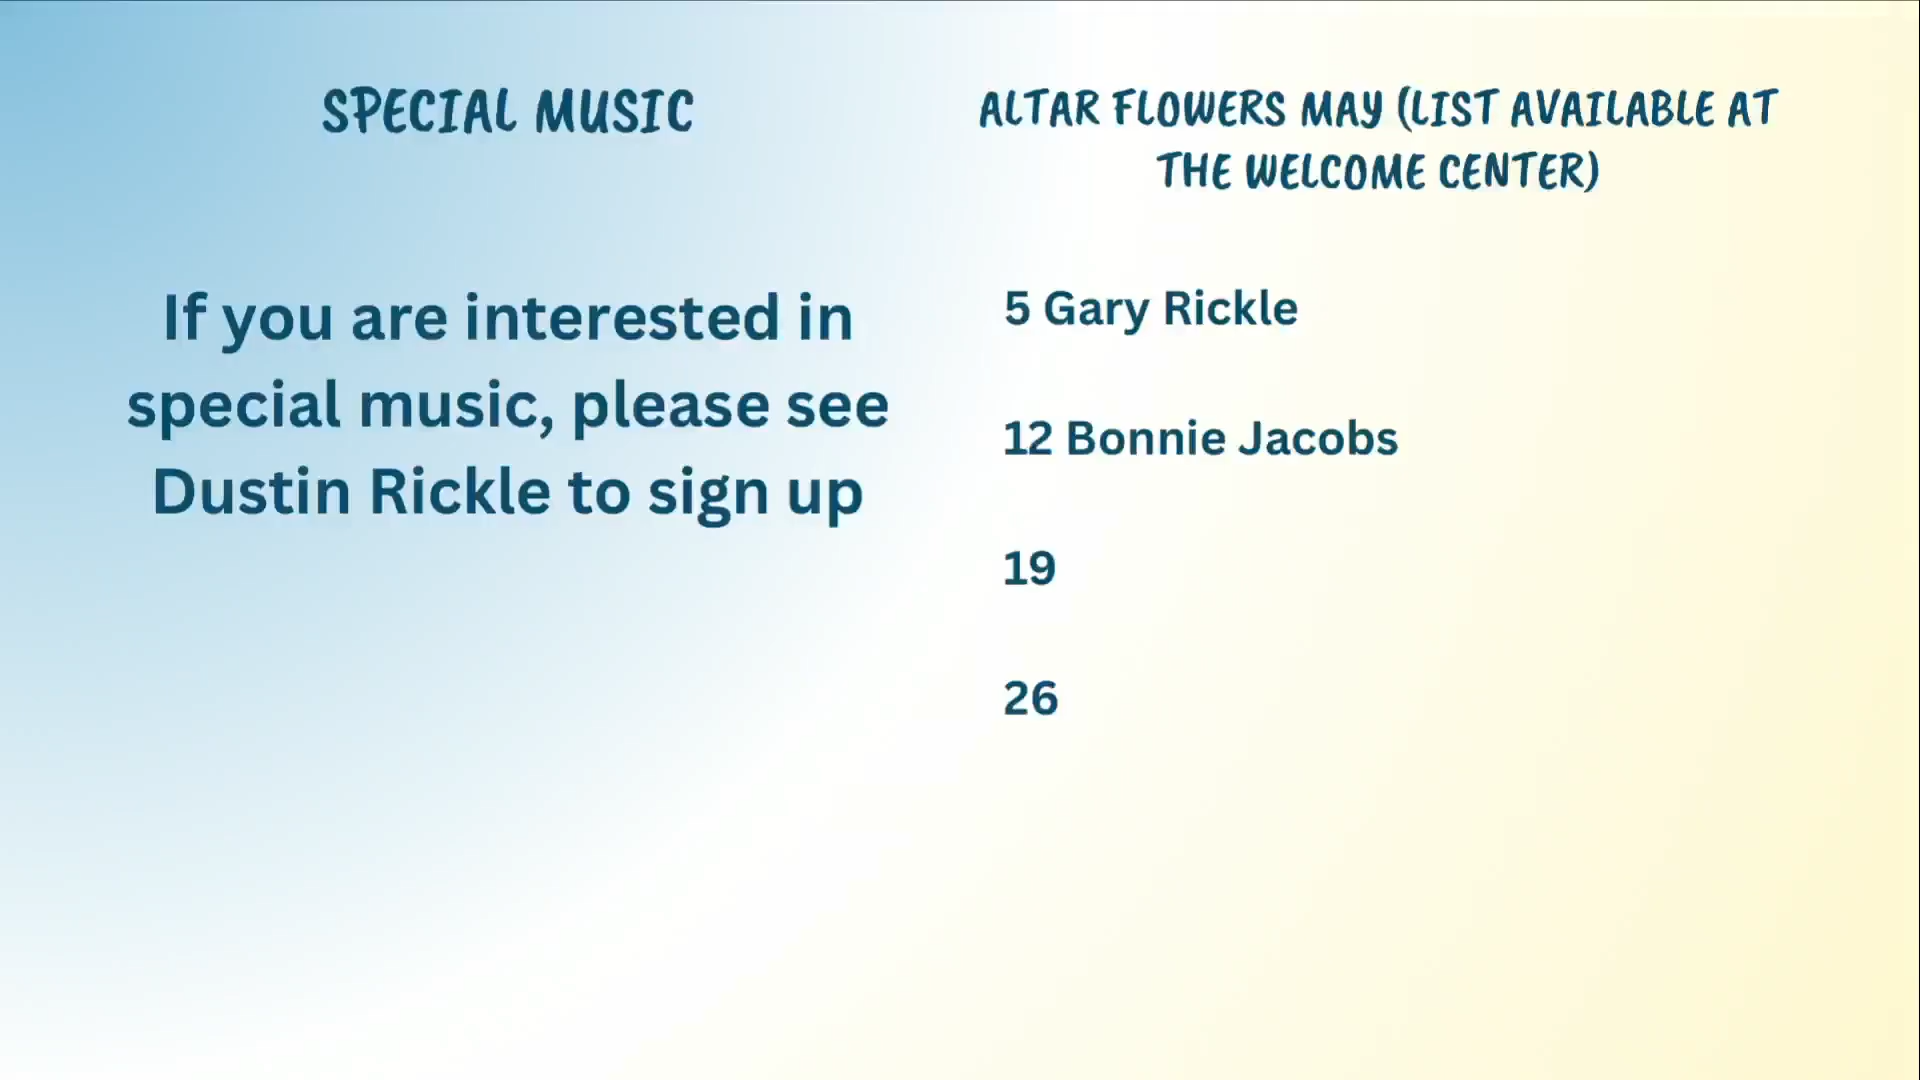 SPECIAL MUSIC
If you are interested in
special music, please see
Dustin Rickle to sign up
ALTAR FLOWERS MAY (LIST AVAILABLE AT
THE WELCOME CENTER)
5 Gary Rickle
12 Bonnie Jacobs
19
26